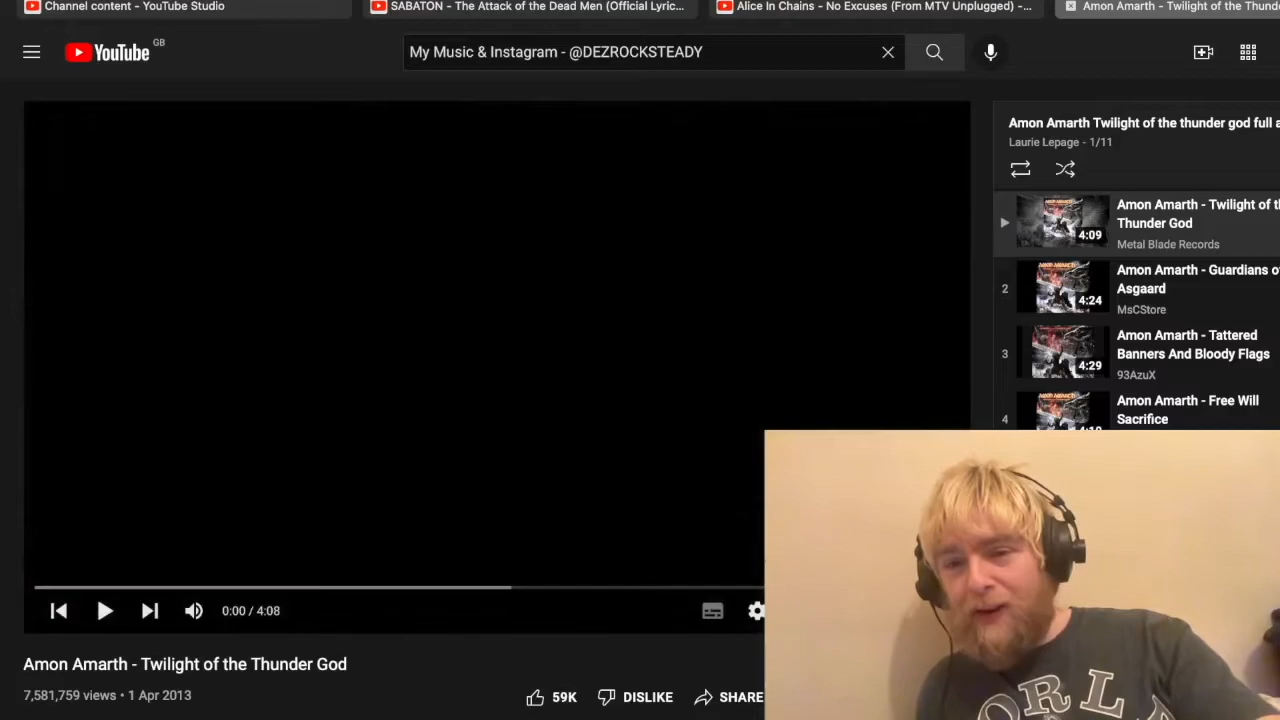 Channel content - YouTube Studio
SABATON - The Attack of the Dead Men (Official Lyric...
Alice In Chains - No Excuses (From MTV Unplugged) -...
Amon Amarth - Twilight of the Thunde
YouTube GB
My Music & Instagram - @DEZROCKSTEADY
Amon Amarth Twilight of the thunder god full a
Laurie Lepage - 1/11
Amon Amarth - Twilight of th
Thunder God
4:09
Metal Blade Records
2
Amon Amarth - Guardians of
Asgaard
4:24
MsCStore
3
Amon Amarth - Tattered
Banners And Bloody Flags
4:29
93AzuX
4
Amon Amarth - Free Will
Sacrifice
0:00 / 4:08
Amon Amarth - Twilight of the Thunder God
7,581,759 views • 1 Apr 2013
59K
DISLIKE
SHARE
ORL